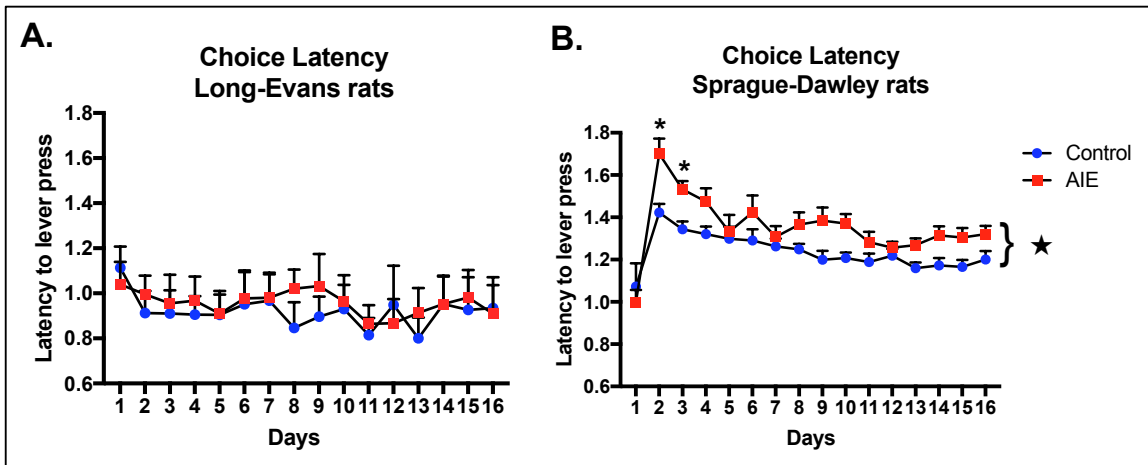 A.
Choice Latency
Long-Evans rats
Latency to lever press
1.8
1.6
1.4
1.2
1.0
0.8
0.6
1 2 3 4 5 6 7 8 9 10 11 12 13 14 15 16
Days
B.
Choice Latency
Sprague-Dawley rats
Latency to lever press
1.8
1.6
1.4
1.2
1.0
0.8
0.6
* *
1 2 3 4 5 6 7 8 9 10 11 12 13 14 15 16
Days
Control
AIE
} ★